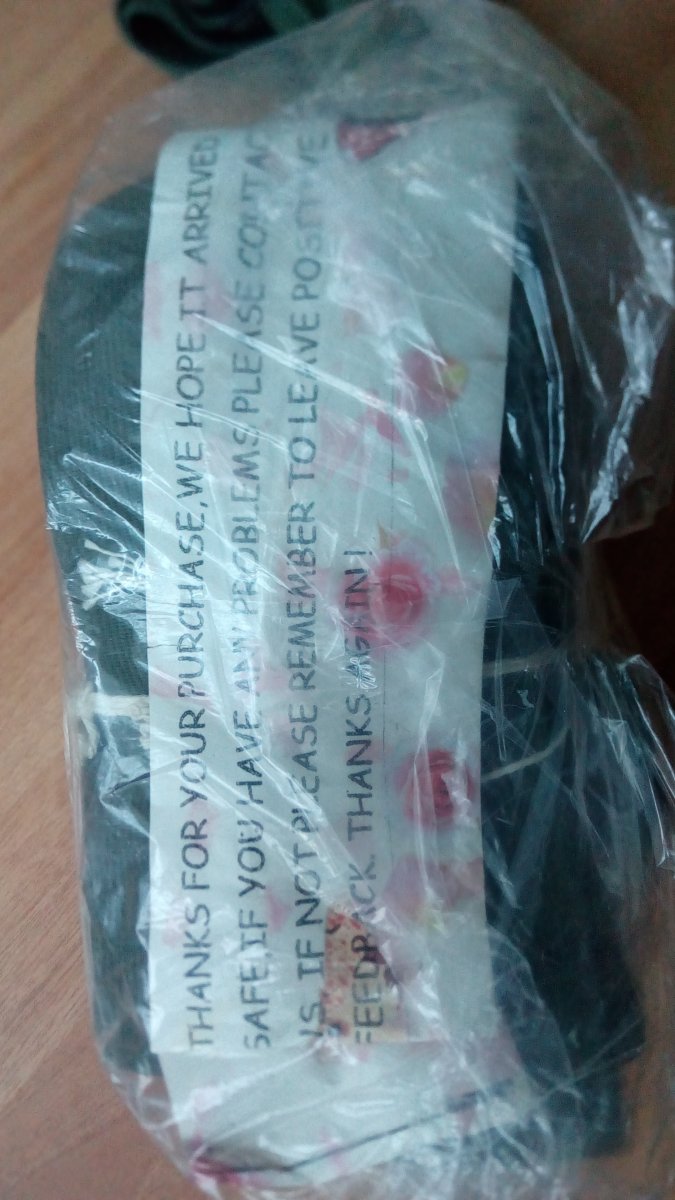 THANKS FOR YOUR PURCHASE,WE HOPE IT ARRIVED
SAFE,IF YOU HAVE ANY PROBLEMS PLEASE CONTAC
US. IF NOT PLEASE REMEMBER TO LEAVE POSITIVE
FEEDBACK. THANKS AGAIN!